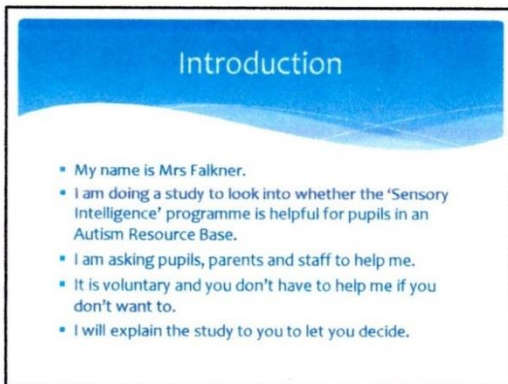 Introduction
▪ My name is Mrs Falkner.
▪ I am doing a study to look into whether the ‘Sensory
Intelligence’ programme is helpful for pupils in an
Autism Resource Base.
▪ I am asking pupils, parents and staff to help me.
▪ It is voluntary and you don’t have to help me if you
don’t want to.
▪ I will explain the study to you to let you decide.